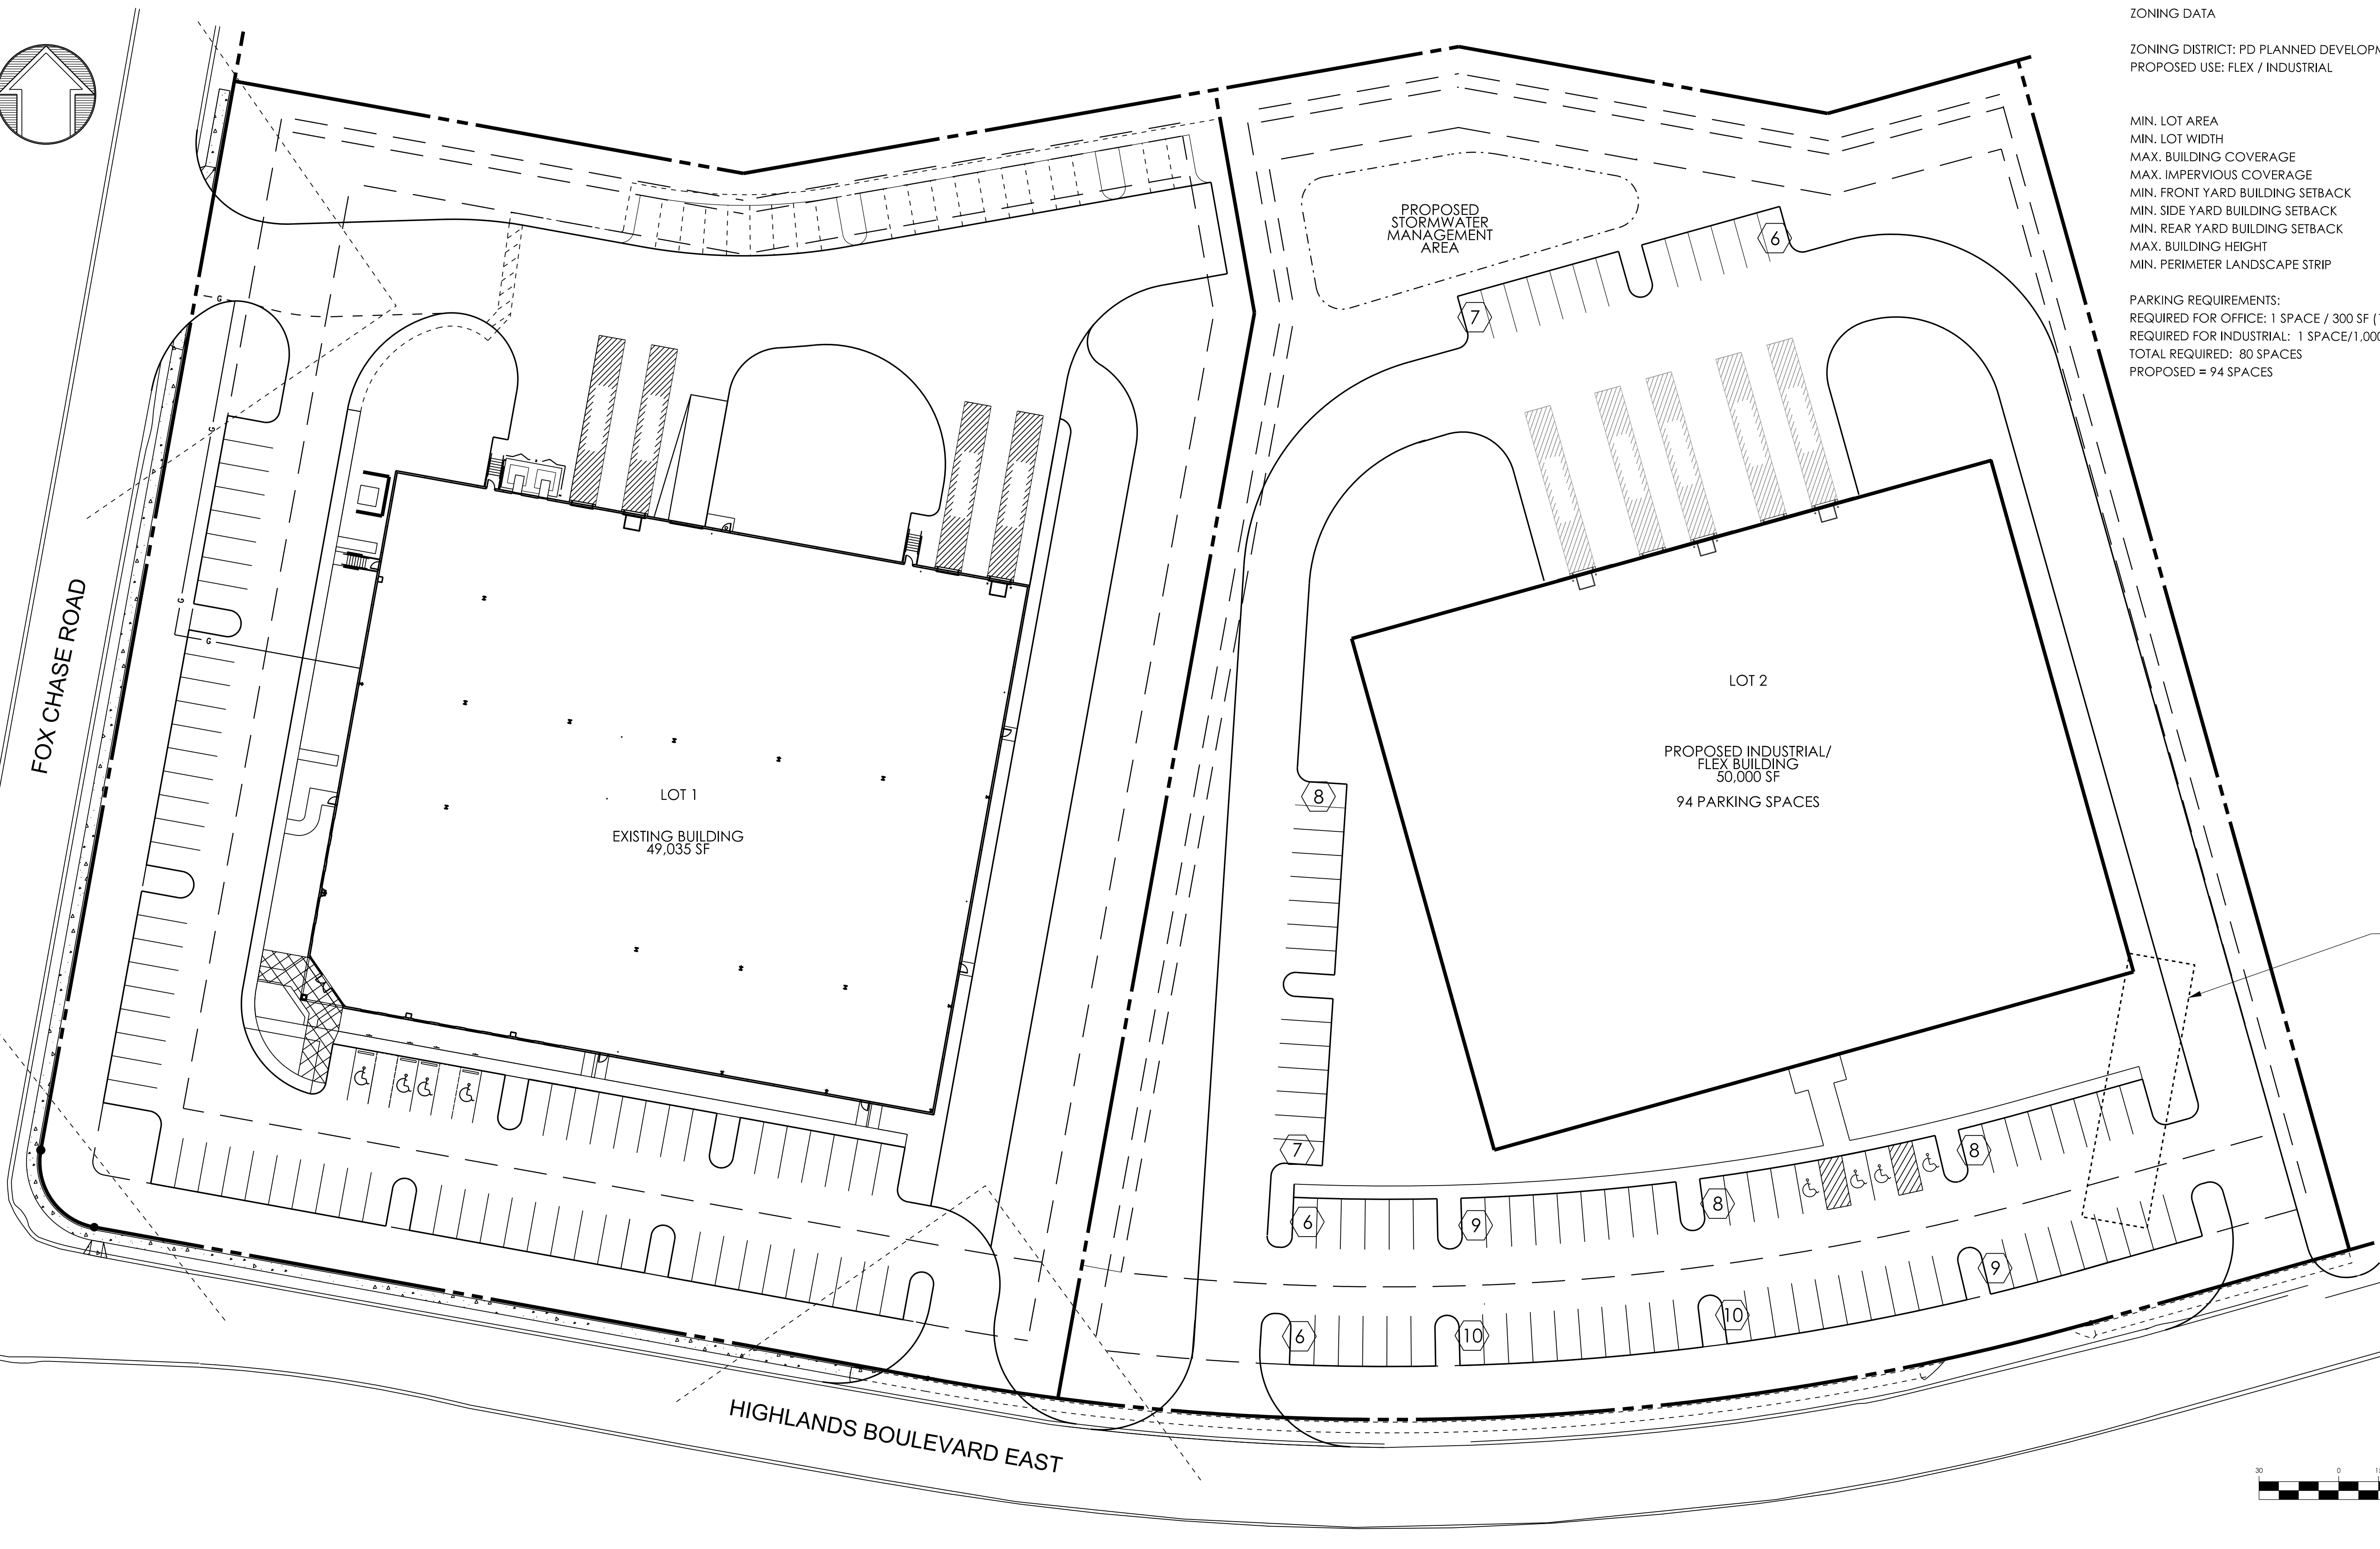 ZONING DATA
ZONING DISTRICT: PD PLANNED DEVELOPM
PROPOSED USE: FLEX / INDUSTRIAL
MIN. LOT AREA
MIN. LOT WIDTH
MAX. BUILDING COVERAGE
MAX. IMPERVIOUS COVERAGE
MIN. FRONT YARD BUILDING SETBACK
MIN. SIDE YARD BUILDING SETBACK
MIN. REAR YARD BUILDING SETBACK
MAX. BUILDING HEIGHT
MIN. PERIMETER LANDSCAPE STRIP
PARKING REQUIREMENTS:
REQUIRED FOR OFFICE: 1 SPACE / 300 SF (
REQUIRED FOR INDUSTRIAL: 1 SPACE/1,000
TOTAL REQUIRED: 80 SPACES
PROPOSED = 94 SPACES
PROPOSED
STORMWATER
MANAGEMENT
AREA
6
7
G
G
G
G
FOX CHASE ROAD
LOT 1
EXISTING BUILDING
49,035 SF
LOT 2
PROPOSED INDUSTRIAL/
FLEX BUILDING
50,000 SF
94 PARKING SPACES
8
7
6
9
8
8
6
10
10
9
HIGHLANDS BOULEVARD EAST
30
0